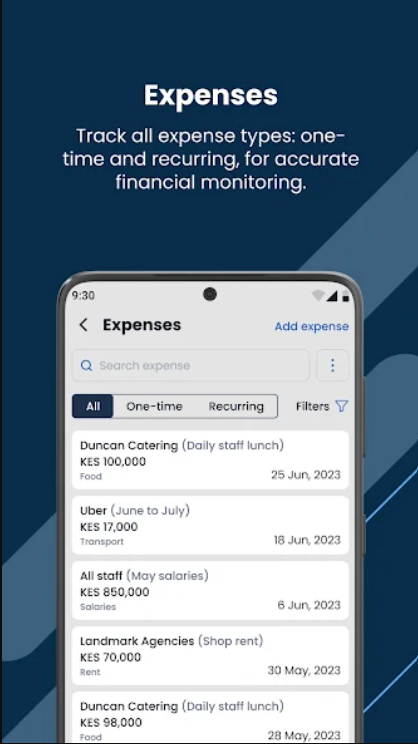 Expenses
Track all expense types: one-
time and recurring, for accurate
financial monitoring.
9:30
Expenses
Add expense
Search expense
All
One-time
Recurring
Filters
Duncan Catering (Daily staff lunch)
KES 100,000
Food
25 Jun, 2023
Uber (June to July)
KES 17,000
Transport
18 Jun, 2023
All staff (May salaries)
KES 850,000
Salaries
6 Jun, 2023
Landmark Agencies (Shop rent)
KES 70,000
Rent
30 May, 2023
Duncan Catering (Daily staff lunch)
KES 98,000
Food
28 May, 2023